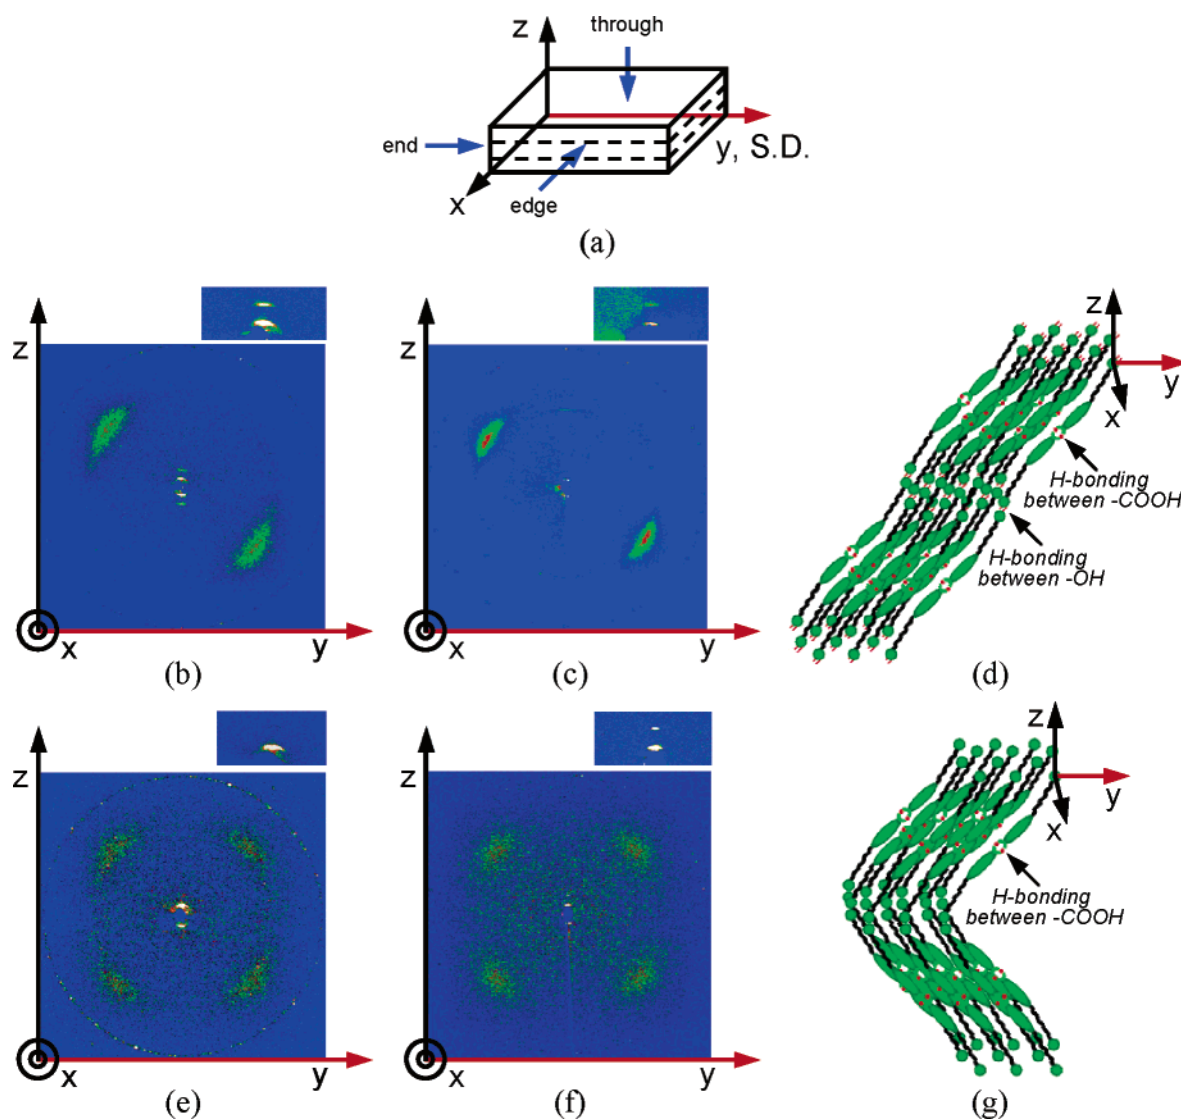 z
through
end
y, S.D.
x
edge
(a)
z
z
z
y
x
H-bonding
between -COOH
H-bonding
between -OH
x
y
x
y
(b)
(c)
(d)
z
z
z
y
x
H-bonding
between -COOH
x
y
x
y
(e)
(f)
(g)